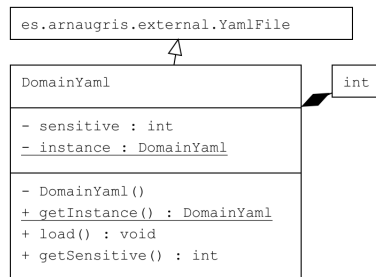 es.arnaugris.external.YamlFile
DomainYaml
int
- sensitive : int
- instance : DomainYaml
- DomainYaml()
+ getInstance() : DomainYaml
+ load() : void
+ getSensitive() : int